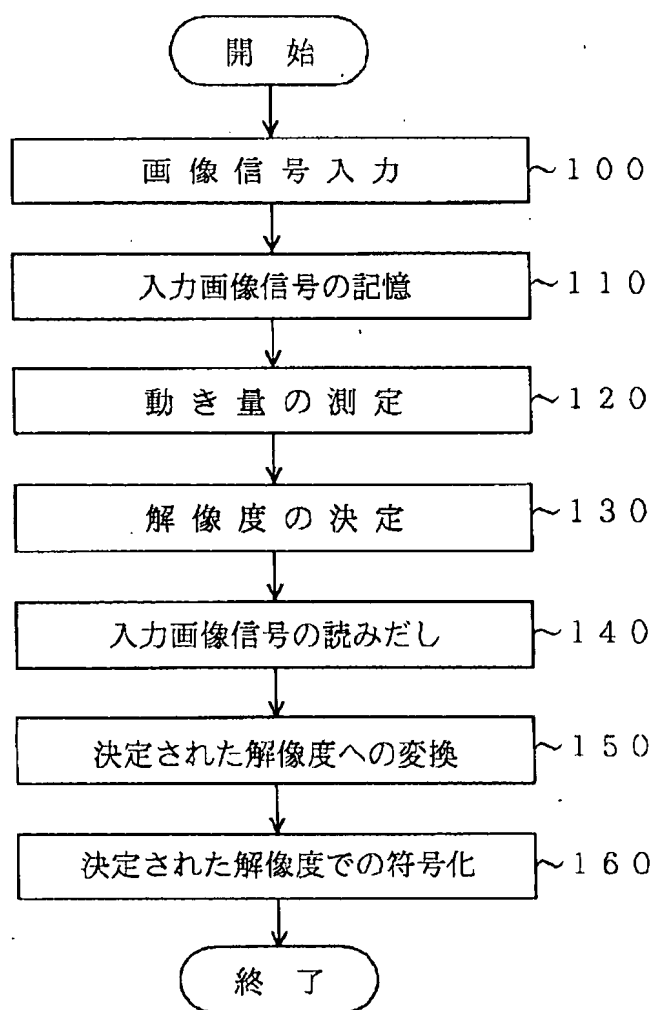 開 始
画 像 信 号 入 力 ～１００
入力画像信号の記憶 ～１１０
動 き 量 の 測 定 ～１２０
解 像 度 の 決 定 ～１３０
入力画像信号の読みだし ～１４０
決定された解像度への変換 ～１５０
決定された解像度での符号化 ～１６０
終 了